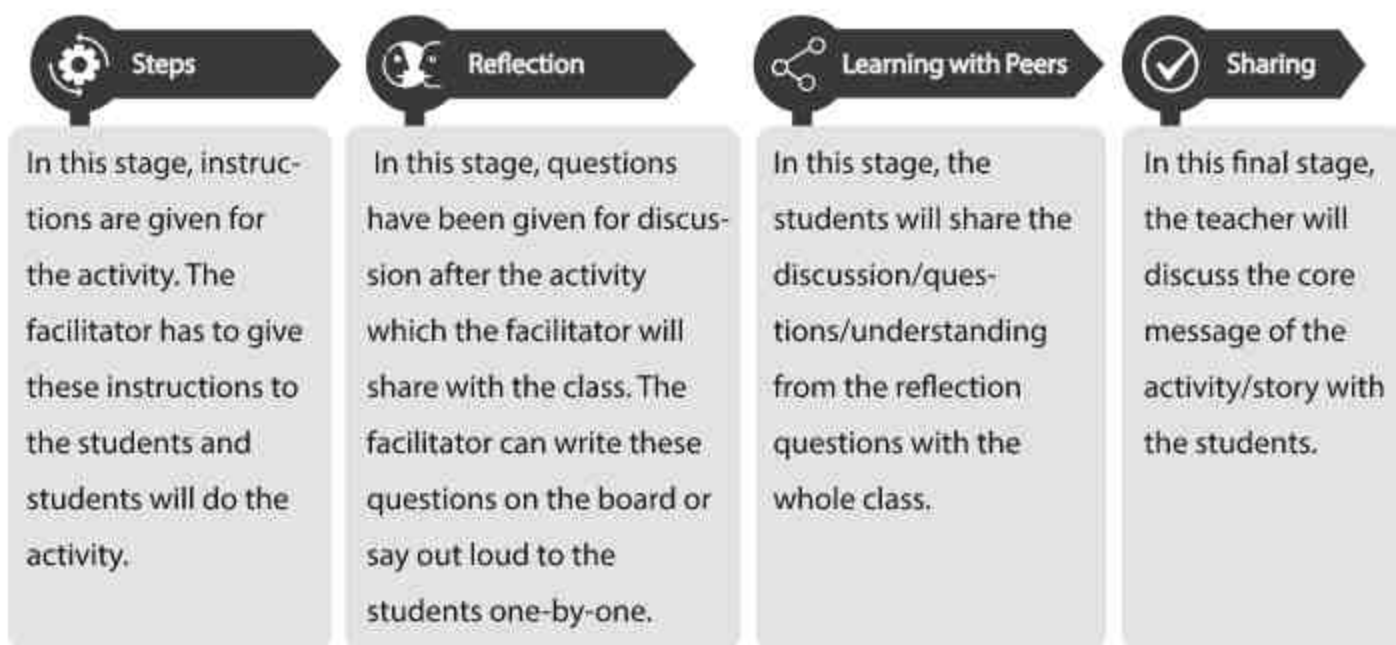 Steps
In this stage, instruc-
tions are given for
the activity. The
facilitator has to give
these instructions to
the students and
students will do the
activity.
Reflection
In this stage, questions
have been given for discus-
sion after the activity
which the facilitator will
share with the class. The
facilitator can write these
questions on the board or
say out loud to the
students one-by-one.
Learning with Peers
In this stage, the
students will share the
discussion/ques-
tions/understanding
from the reflection
questions with the
whole class.
Sharing
In this final stage,
the teacher will
discuss the core
message of the
activity/story with
the students.